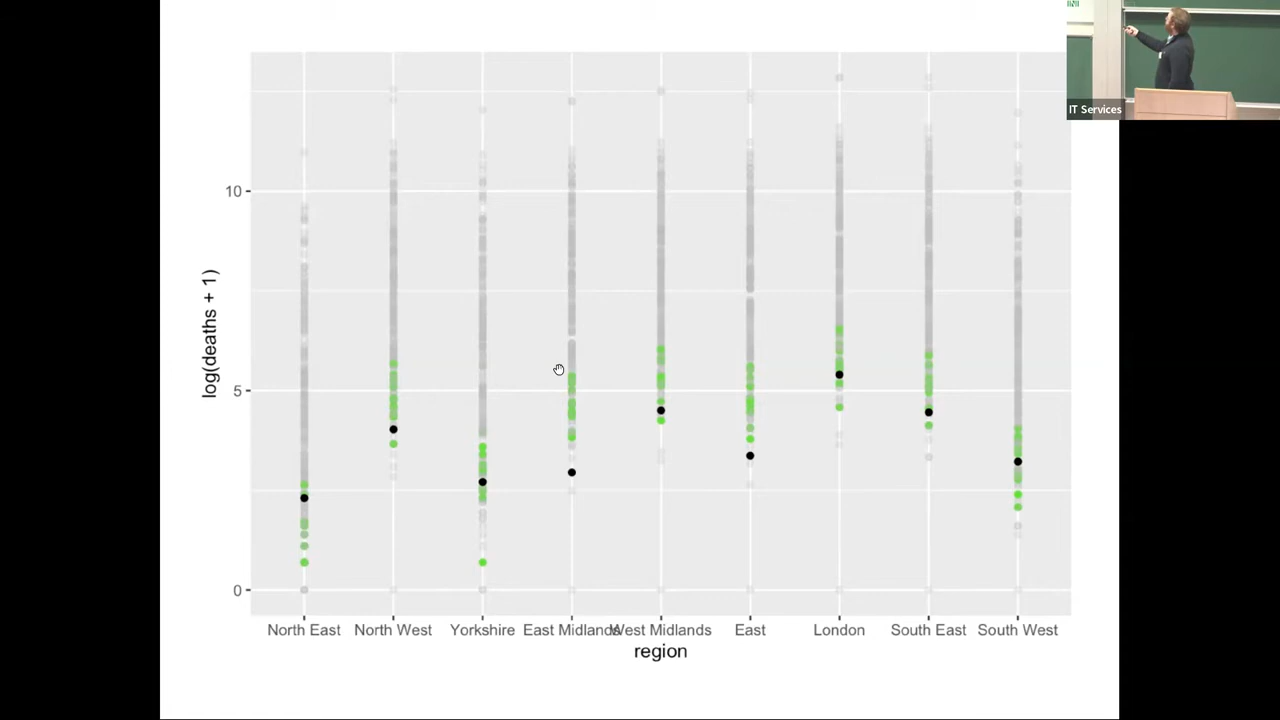 IT Services
10
5
0
log(deaths + 1)
North East North West Yorkshire East Midlands West Midlands East London South East South West
region